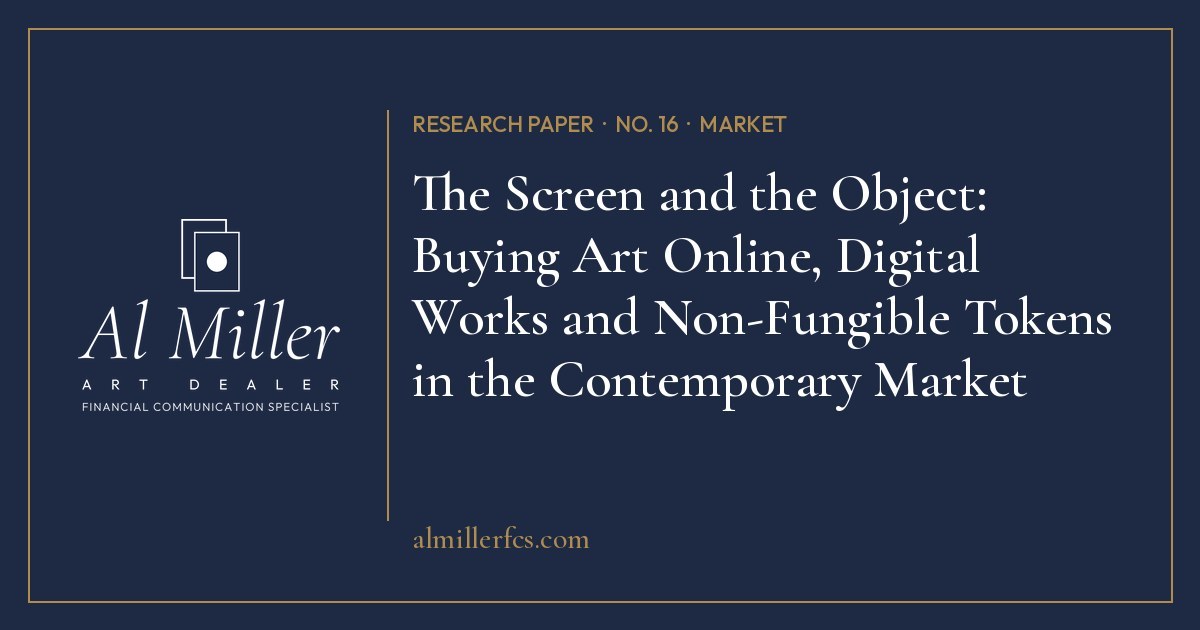 Al Miller
ART DEALER
FINANCIAL COMMUNICATION SPECIALIST
RESEARCH PAPER · NO. 16 · MARKET
The Screen and the Object:
Buying Art Online, Digital
Works and Non-Fungible Tokens
in the Contemporary Market
almillerfcs.com